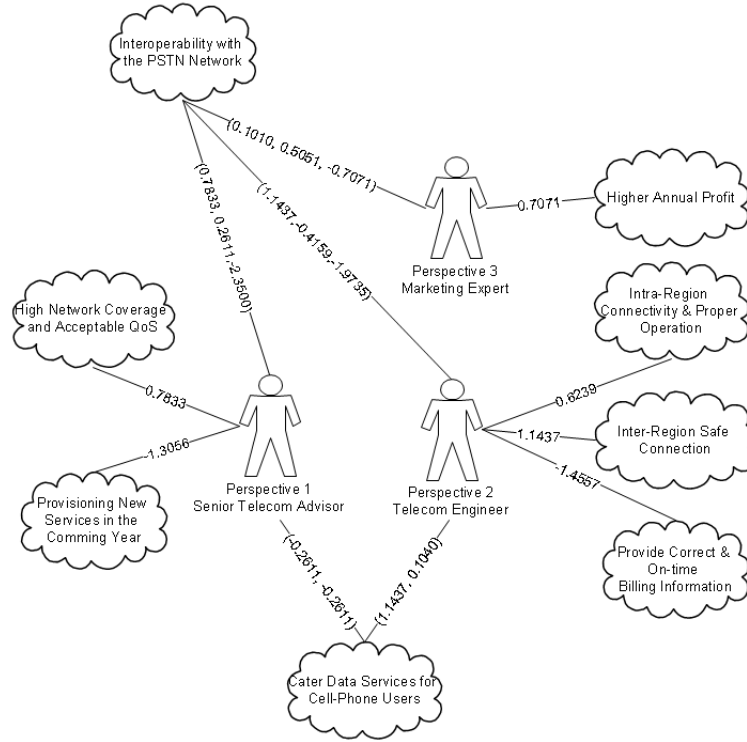 Interoperability with
the PSTN Network
(0.1010, 0.5051, -0.7071)
(0.7833, 0.2611,-2.3500)
(1.1437,-0.4159,-1.9735)
0.7071
Higher Annual Profit
Perspective 3
Marketing Expert
High Network Coverage
and Acceptable QoS
Intra-Region
Connectivity & Proper
Operation
0.7833
0.6239
-1.3056
1.1437
Inter-Region Safe
Connection
-1.4557
Provisioning New
Services in the
Comming Year
Perspective 1
Senior Telecom Advisor
Perspective 2
Telecom Engineer
Provide Correct &
On-time
Billing Information
(-0.2611, -0.2611)
(1.1437, 0.1040)
Cater Data Services for
Cell-Phone Users